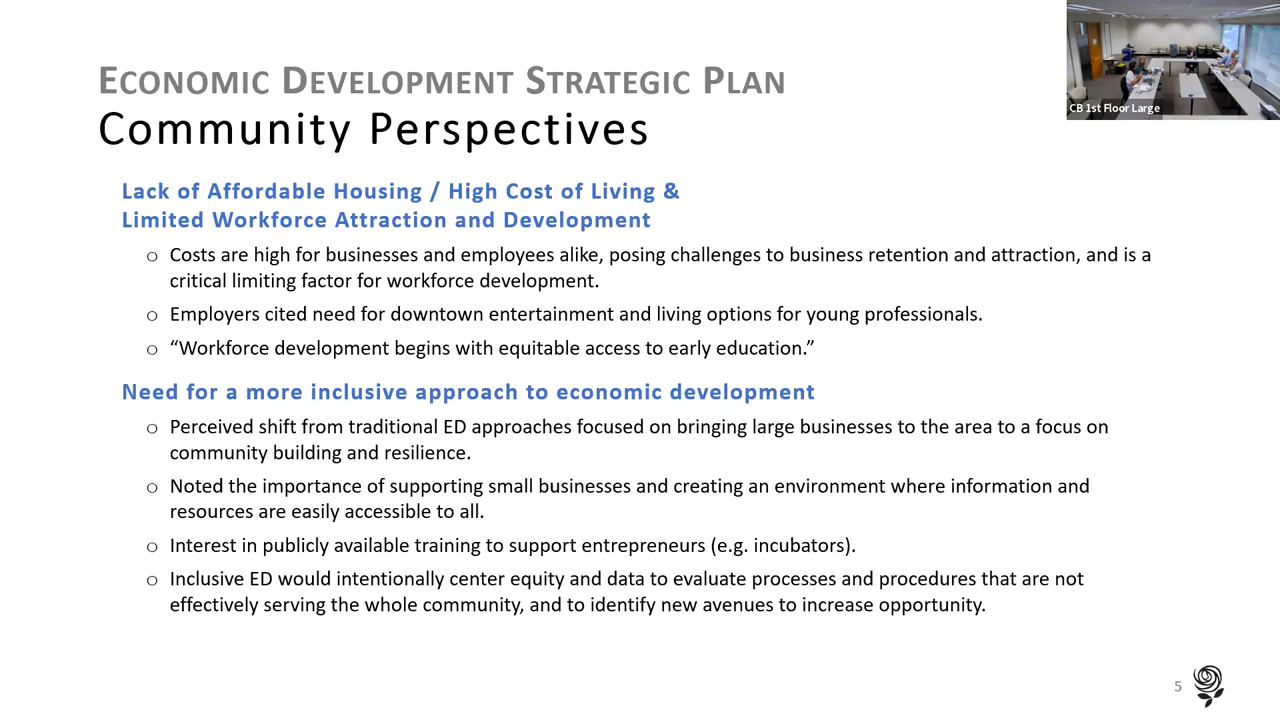 Economic Development Strategic Plan
Community Perspectives
CB 1st Floor Large
Lack of Affordable Housing / High Cost of Living &
Limited Workforce Attraction and Development
○ Costs are high for businesses and employees alike, posing challenges to business retention and attraction, and is a
critical limiting factor for workforce development.
○ Employers cited need for downtown entertainment and living options for young professionals.
○ “Workforce development begins with equitable access to early education.”
Need for a more inclusive approach to economic development
○ Perceived shift from traditional ED approaches focused on bringing large businesses to the area to a focus on
community building and resilience.
○ Noted the importance of supporting small businesses and creating an environment where information and
resources are easily accessible to all.
○ Interest in publicly available training to support entrepreneurs (e.g. incubators).
○ Inclusive ED would intentionally center equity and data to evaluate processes and procedures that are not
effectively serving the whole community, and to identify new avenues to increase opportunity.
5